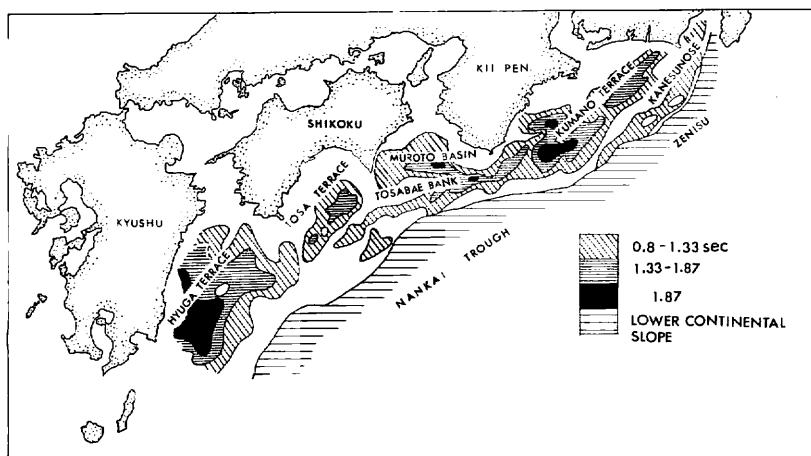 KII PEN.
KUMANO TERRACE
KANESUNOSE
ZENISU
SHIKOKU
MUROTO BASIN
TOSABAE BANK
TOSA TERRACE
KYUSHU
HYUGA TERRACE
NANKAI TROUGH
0.8 - 1.33 sec
1.33-1.87
1.87
LOWER CONTINENTAL
SLOPE